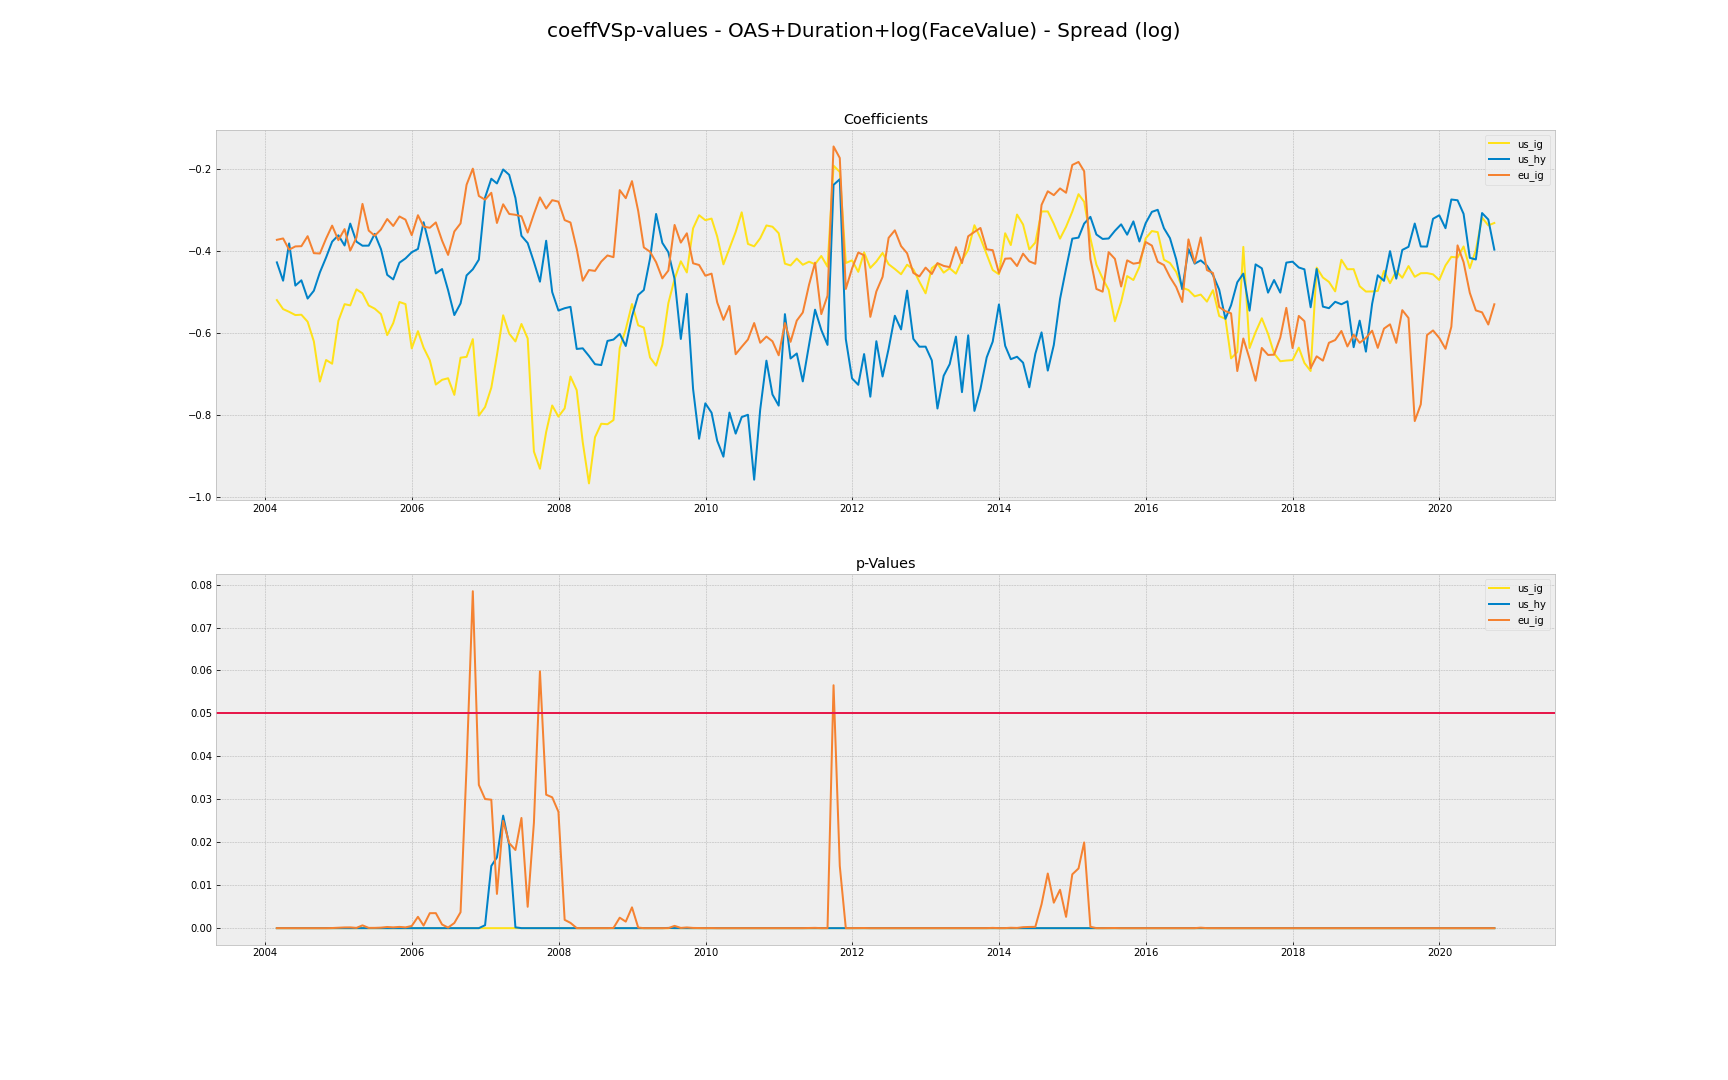 coeffVSp-values - OAS+Duration+log(FaceValue) - Spread (log)
Coefficients
us_ig
us_hy
eu_ig
−0.2
−0.4
−0.6
−0.8
−1.0
2004 2006 2008 2010 2012 2014 2016 2018 2020
p-Values
us_ig
us_hy
eu_ig
0.08
0.07
0.06
0.05
0.04
0.03
0.02
0.01
0.00
2004 2006 2008 2010 2012 2014 2016 2018 2020